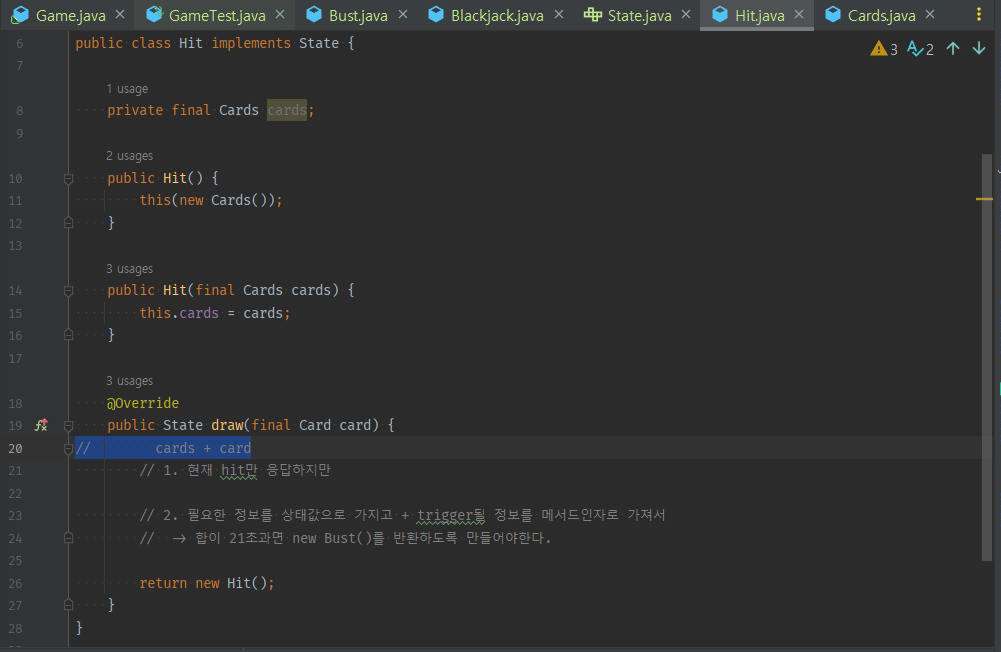 Game.java × GameTest.java × Bust.java × Blackjack.java × State.java × Hit.java × Cards.java ×
6 public class Hit implements State {
3 2
7
1 usage
8 private final Cards cards;
9
2 usages
10 public Hit() {
11 this(new Cards());
12 }
13
3 usages
14 public Hit(final Cards cards) {
15 this.cards = cards;
16 }
17
3 usages
18 @Override
19 public State draw(final Card card) {
20 // cards + card
21 // 1. 현재 hit만 응답하지만
22
23 // 2. 필요한 정보를 상태값으로 가지고 + trigger될 정보를 메서드인자로 가져서
24 // -> 합이 21초과면 new Bust()를 반환하도록 만들어야한다.
25
26 return new Hit();
27 }
28 }